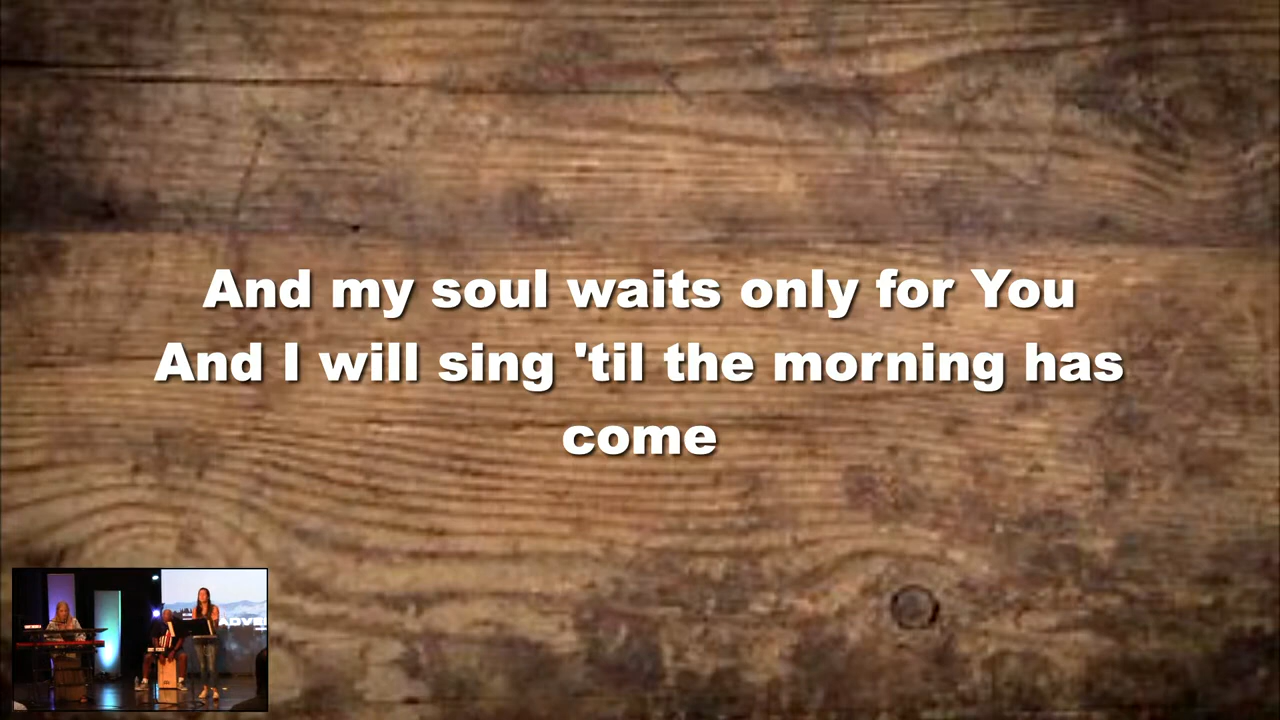 And my soul waits only for You
And I will sing 'til the morning has
come